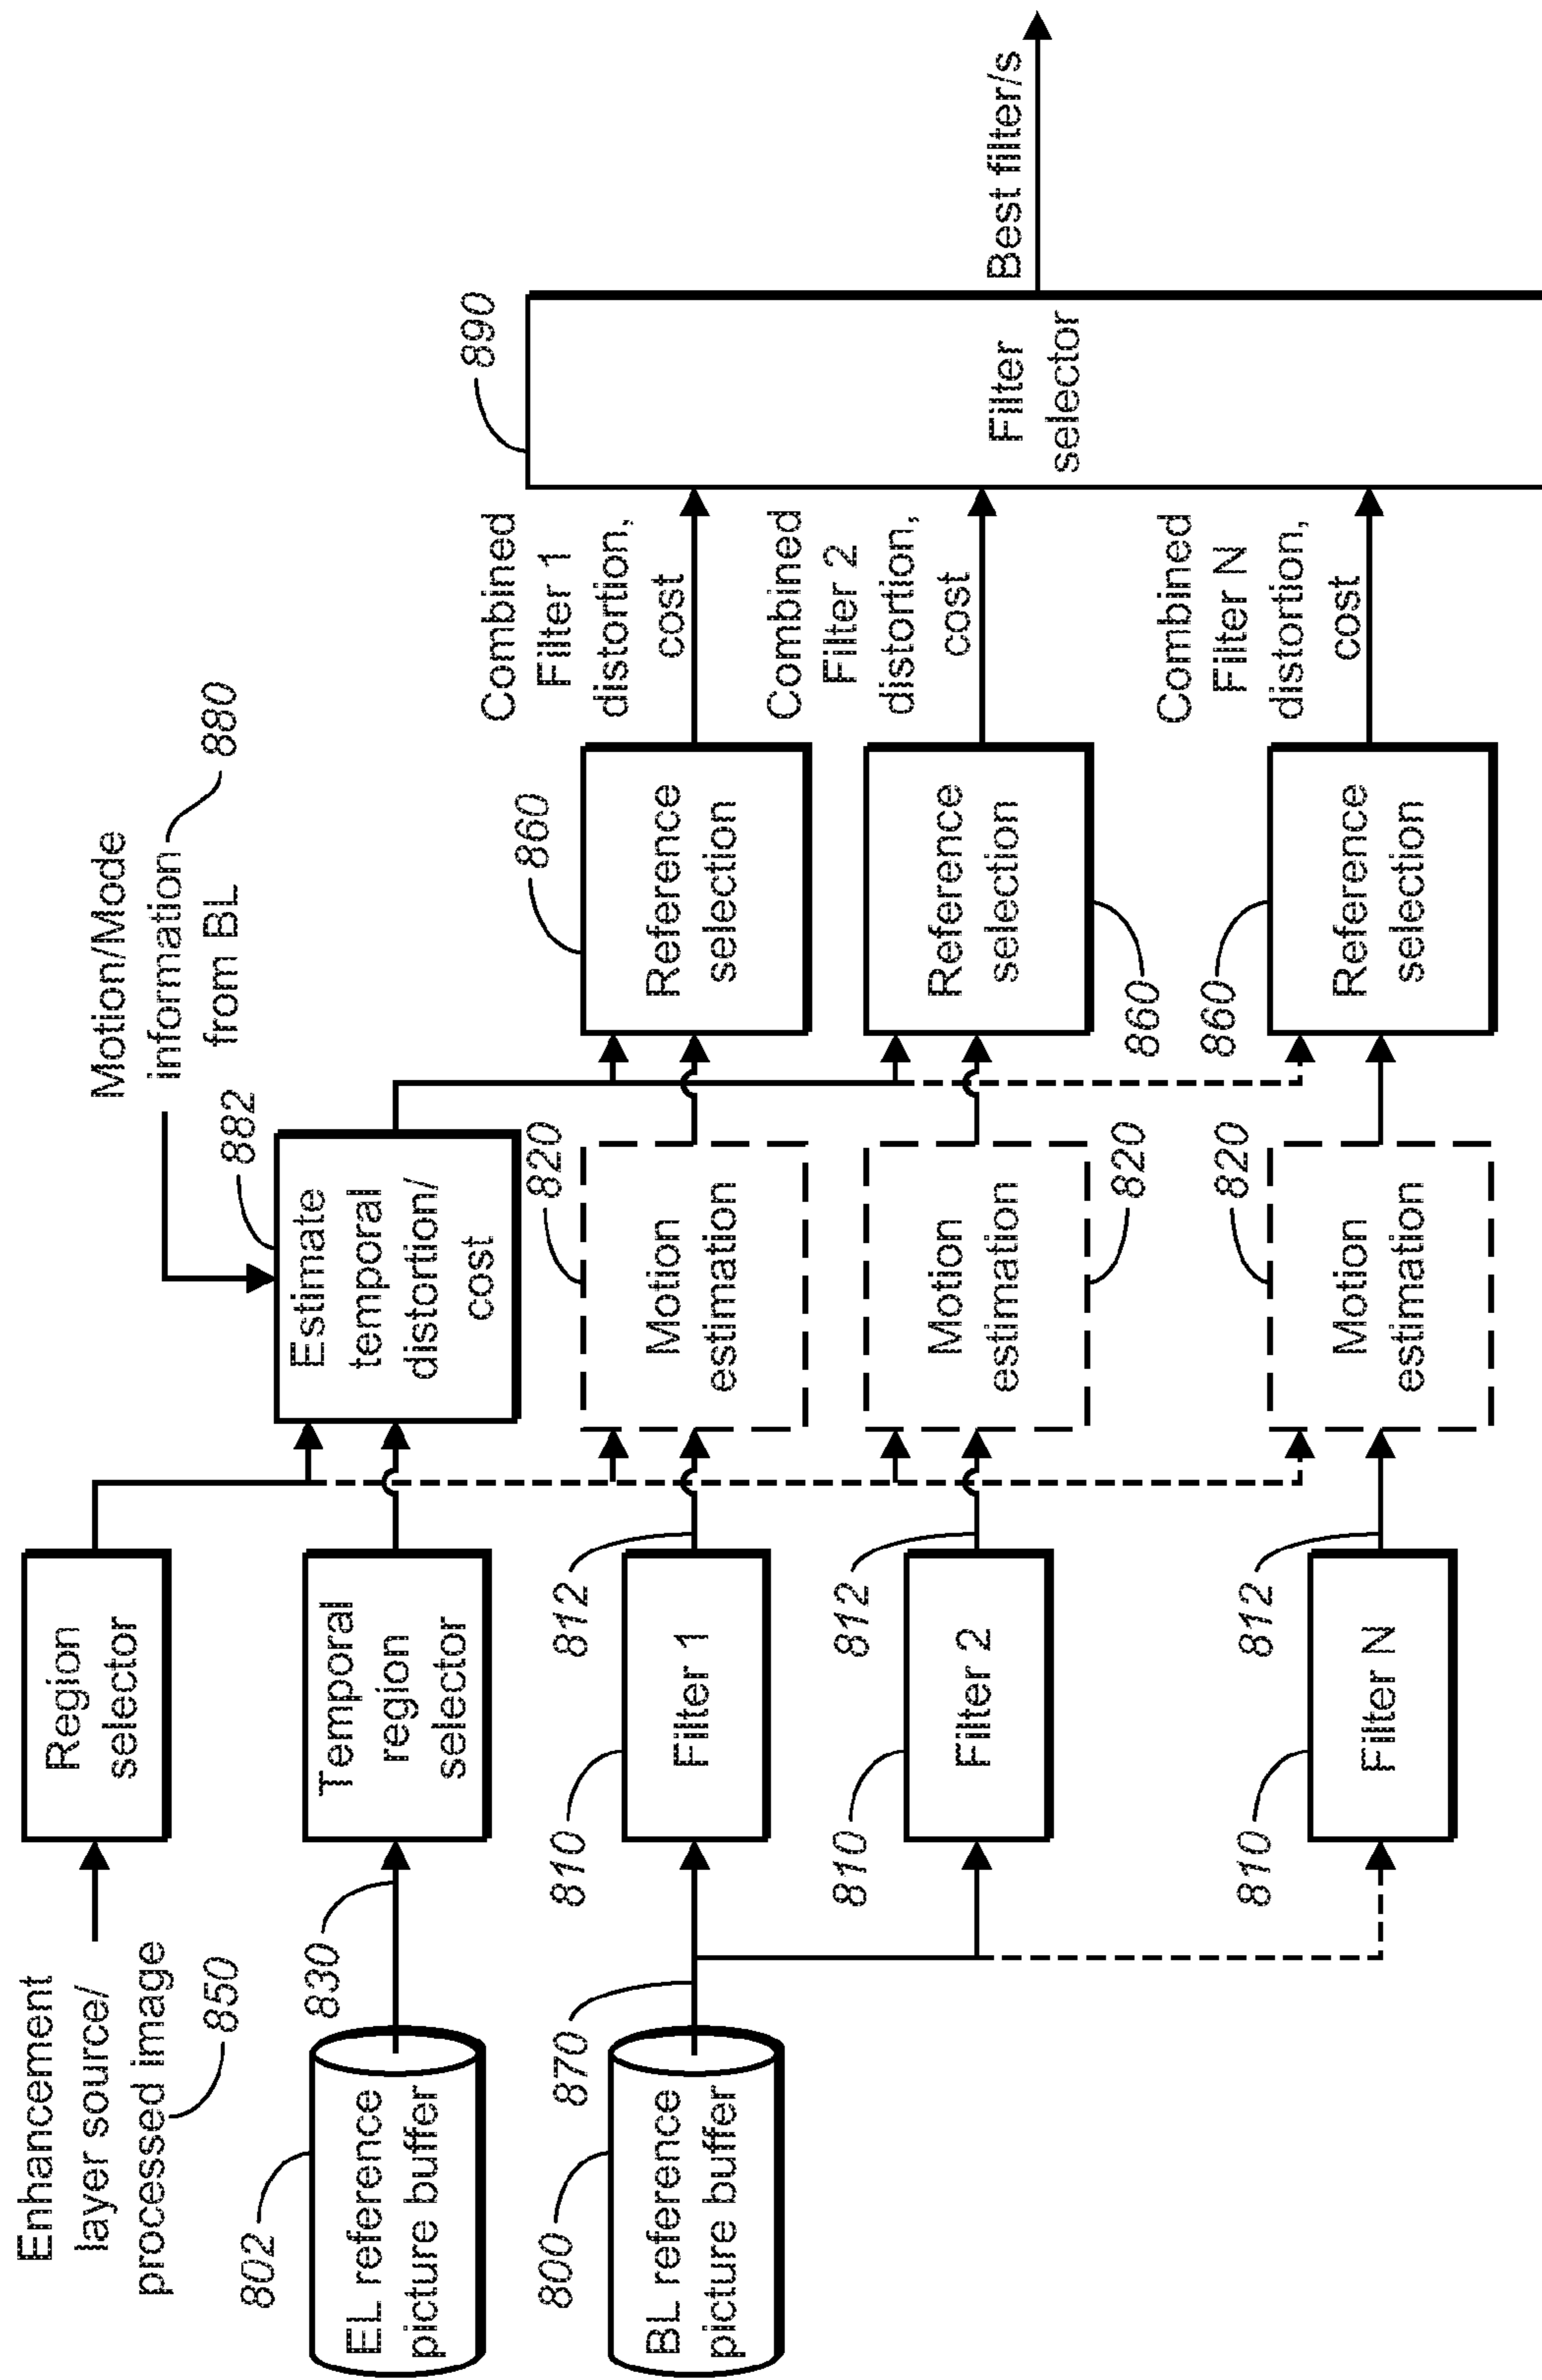 Enhancement
layer source/
processed image
850
Region
selector
Motion/Mode
information
from BL
880
802
EL reference
picture buffer
830
Temporal
region
selector
882
Estimate
temporal
distortion/
cost
800
BL reference
picture buffer
870
810
Filter 1
812
820
Motion
estimation
860
Reference
selection
Combined
Filter 1
distortion,
cost
890
Filter
selector
Best filter/s
810
Filter 2
812
Motion
estimation
820
Reference
selection
860
Combined
Filter 2
distortion,
cost
810
Filter N
812
820
Motion
estimation
860
Reference
selection
Combined
Filter N
distortion,
cost